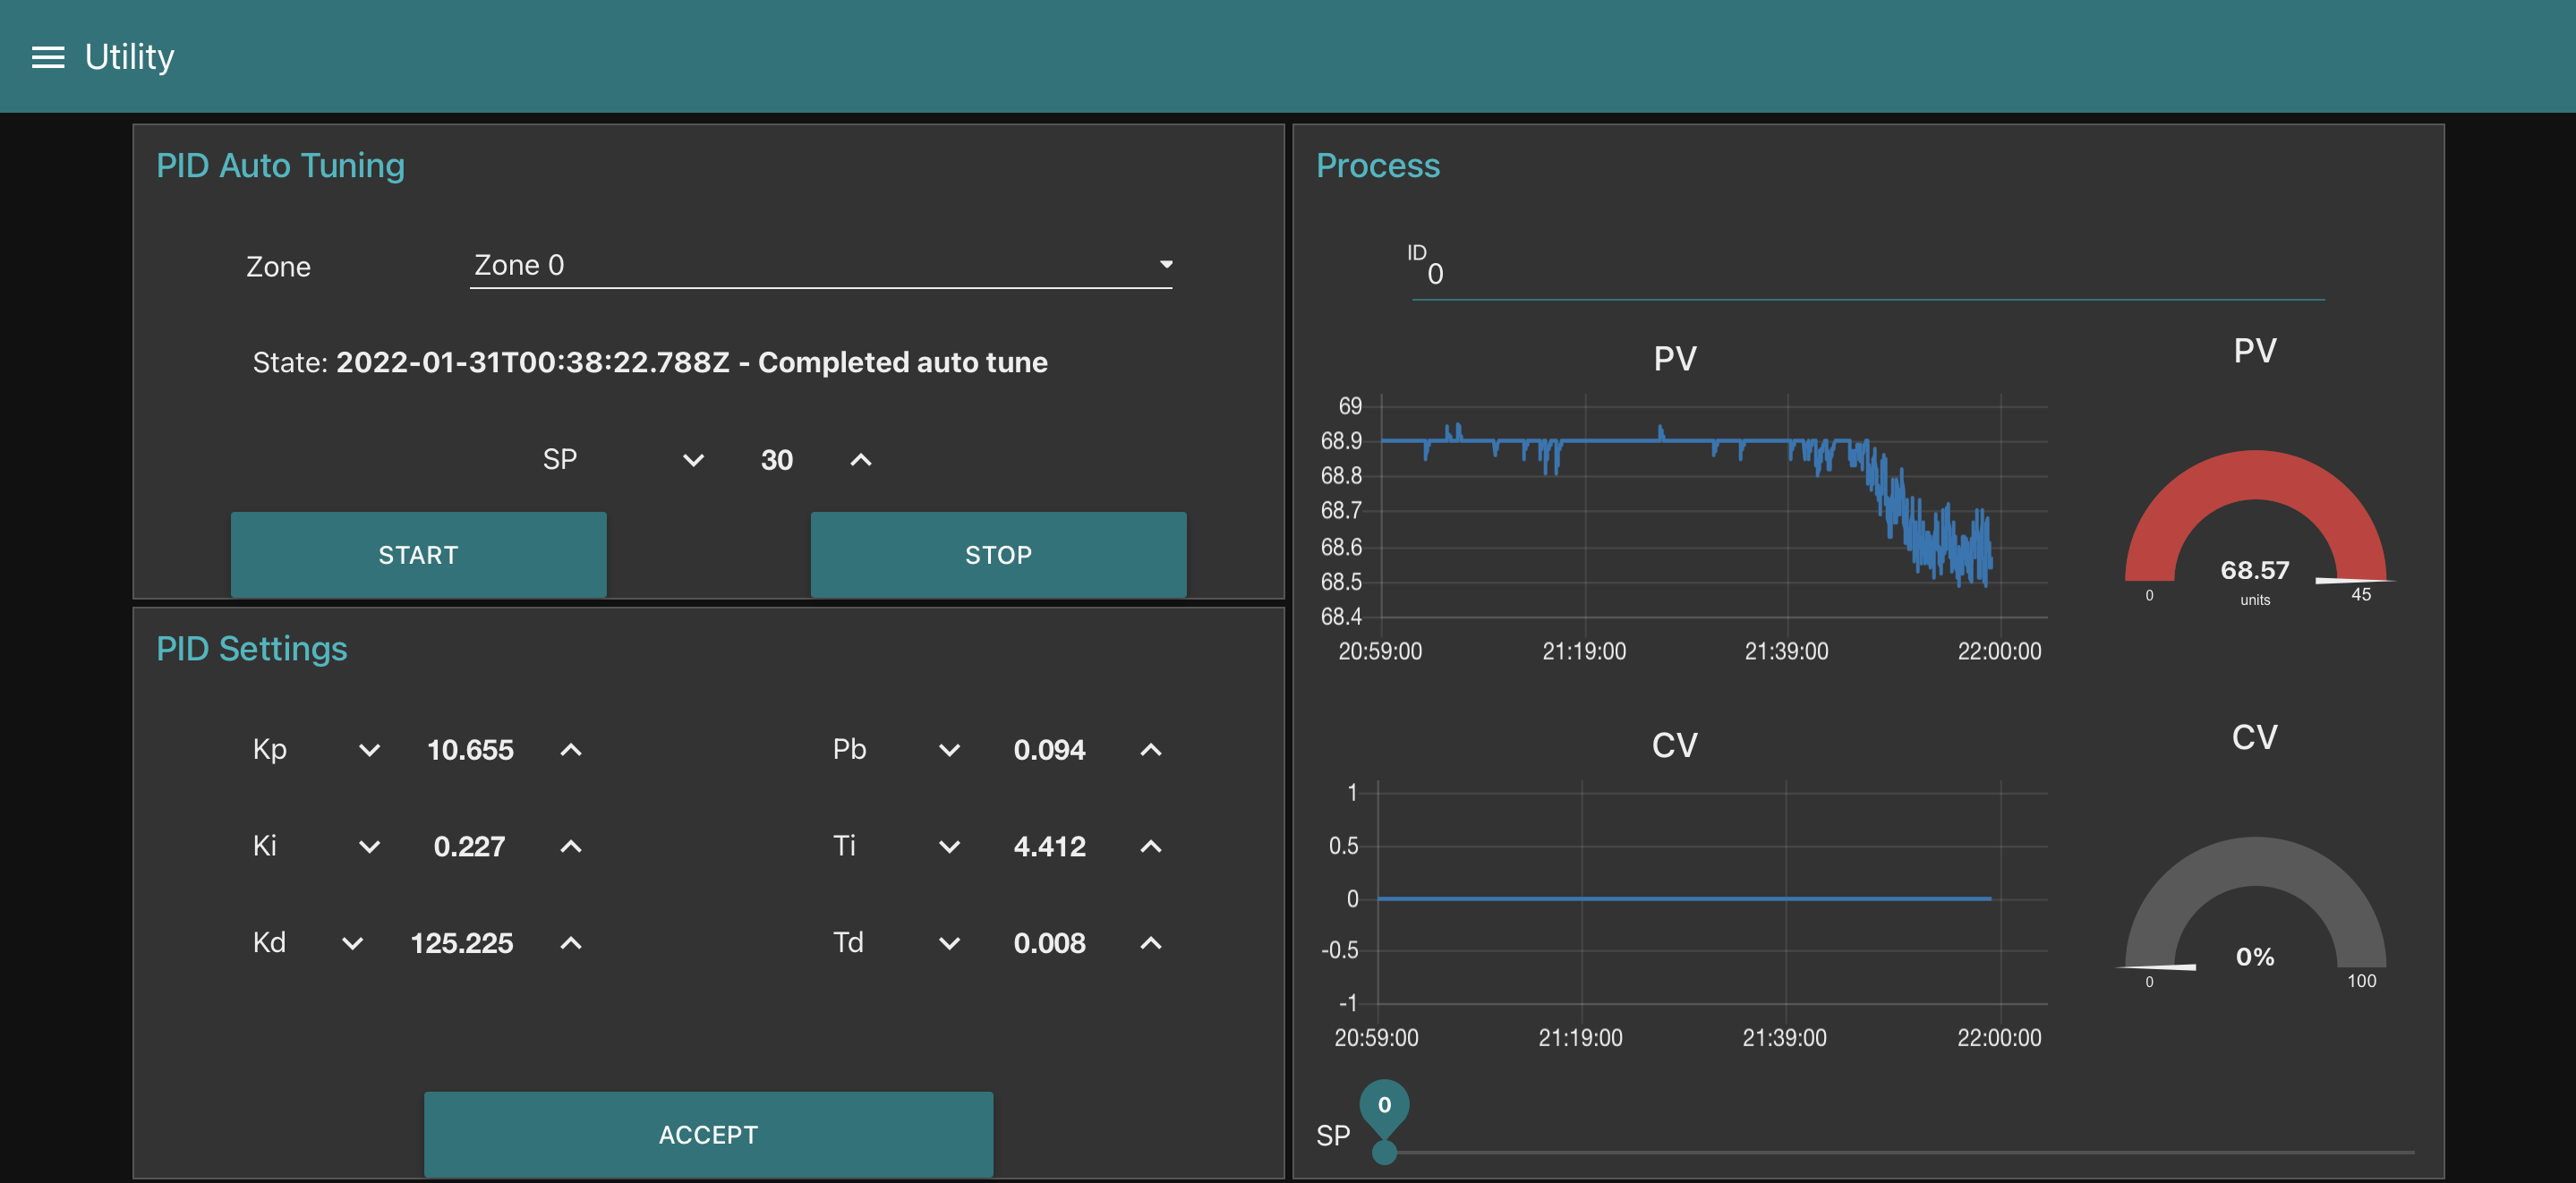 Utility
PID Auto Tuning
Zone Zone 0
State: 2022-01-31T00:38:22.788Z - Completed auto tune
SP 30
START STOP
PID Settings
Kp 10.655 Pb 0.094
Ki 0.227 Ti 4.412
Kd 125.225 Td 0.008
ACCEPT
Process
ID
0
PV
69
68.9
68.8
68.7
68.6
68.5
68.4
20:59:00 21:19:00 21:39:00 22:00:00
PV
68.57
units
0 45
CV
1
0.5
0
-0.5
-1
20:59:00 21:19:00 21:39:00 22:00:00
CV
0%
0 100
0
SP